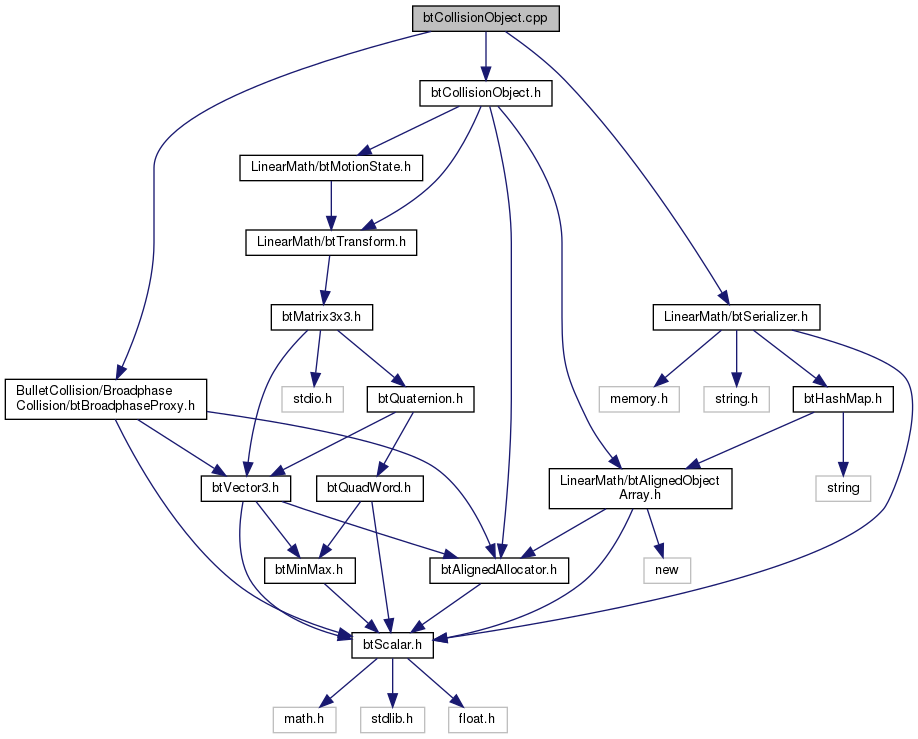 btCollisionObject.cpp
btCollisionObject.h
LinearMath/btMotionState.h
LinearMath/btTransform.h
btMatrix3x3.h
LinearMath/btSerializer.h
BulletCollision/Broadphase
Collision/btBroadphaseProxy.h
stdio.h
btQuaternion.h
memory.h
string.h
btHashMap.h
btVector3.h
btQuadWord.h
LinearMath/btAlignedObject
Array.h
string
btMinMax.h
btAlignedAllocator.h
new
btScalar.h
math.h
stdlib.h
float.h